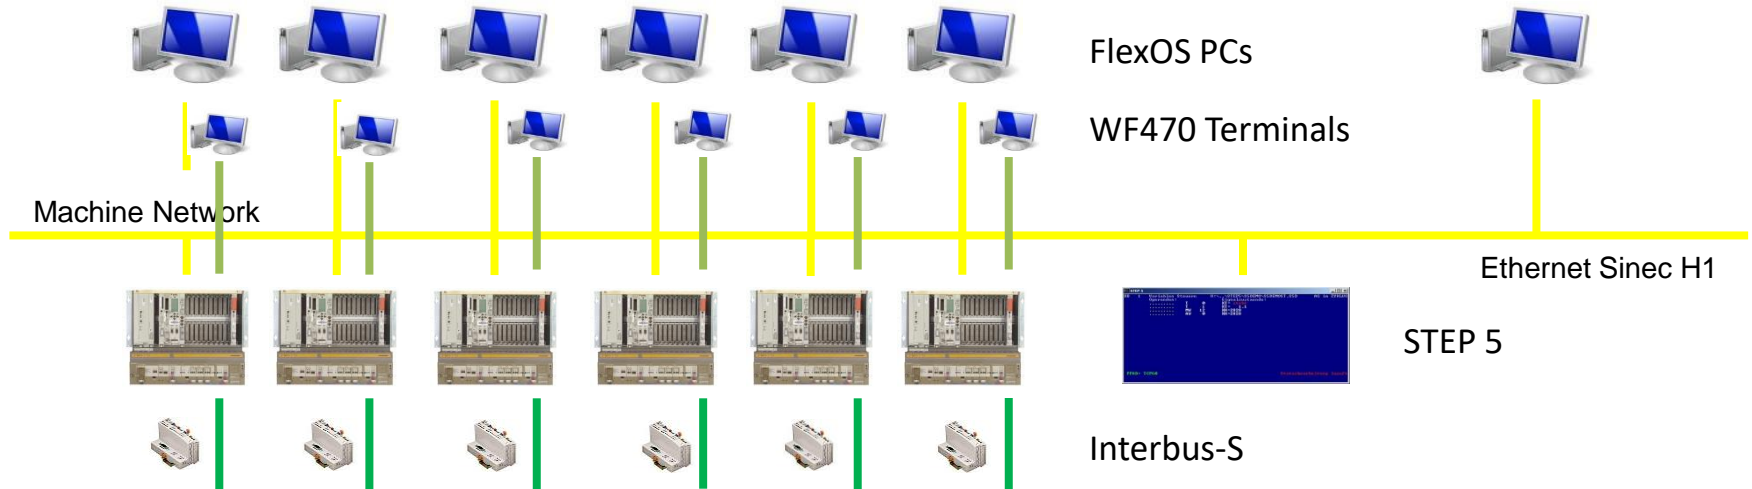 FlexOS PCs
WF470 Terminals
Machine Network
Ethernet Sinec H1
STEP 5
Interbus-S